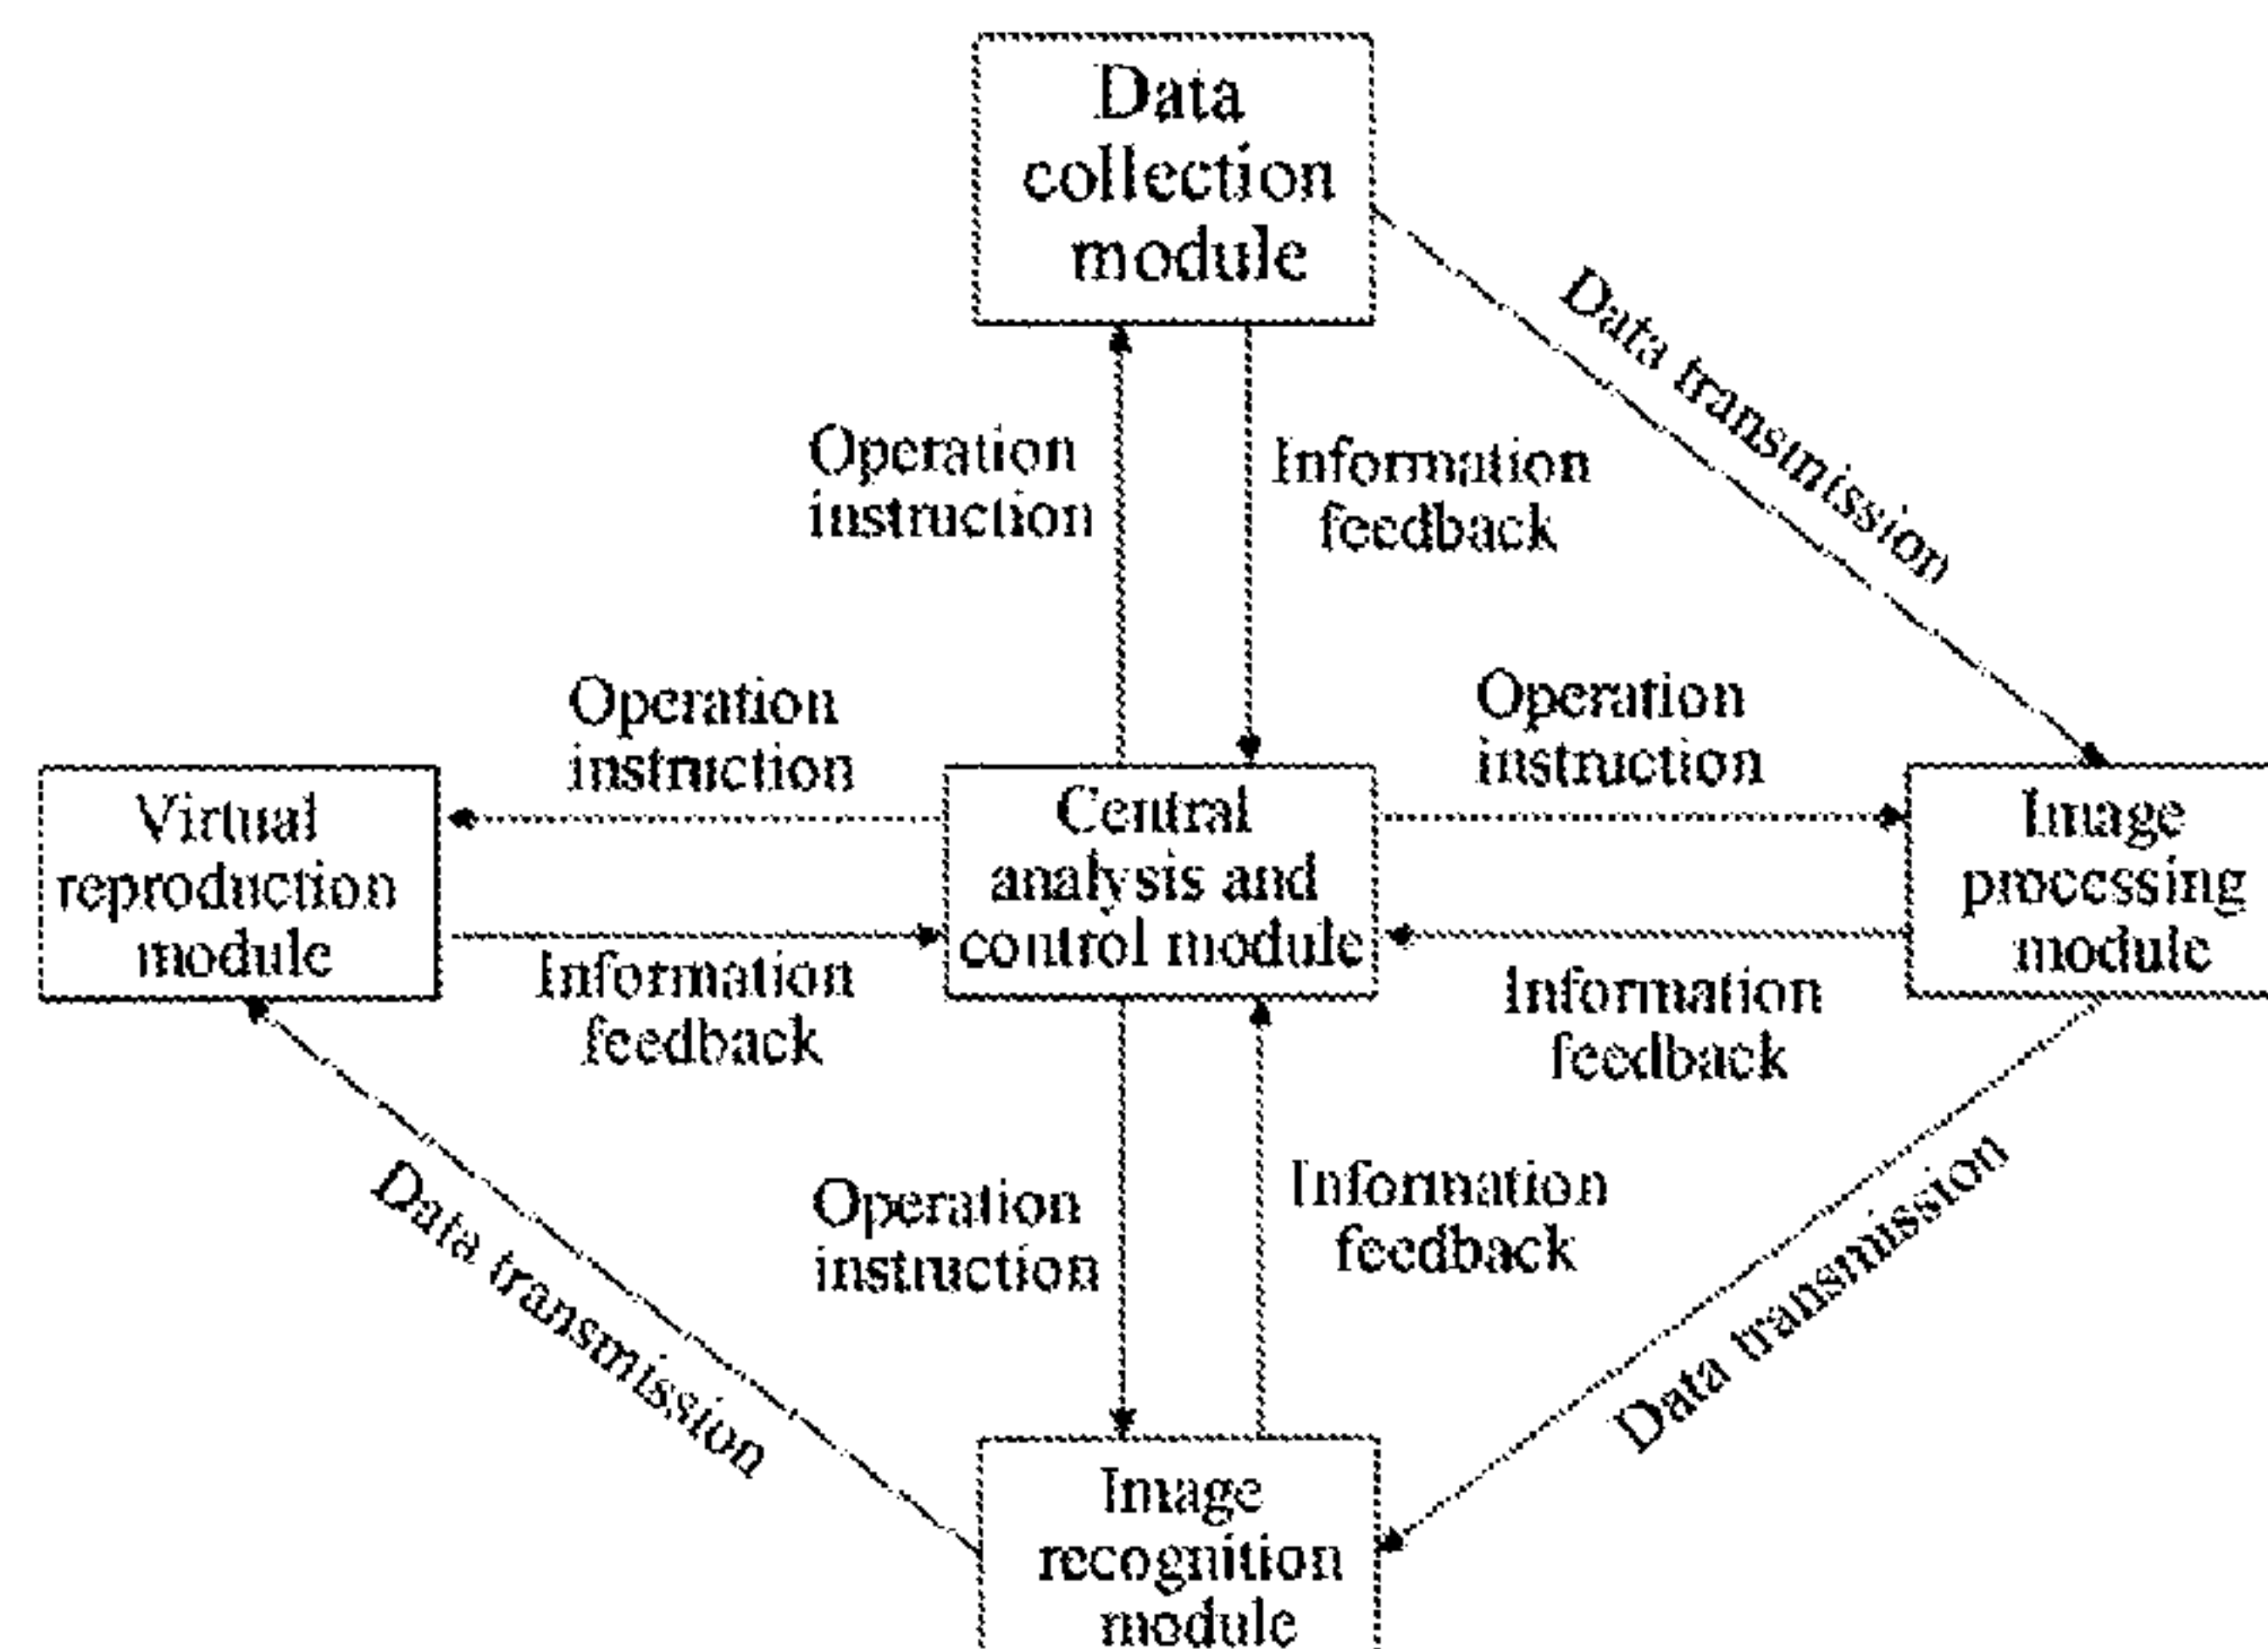 Data
collection
module
Data transmission
Operation
instruction
Information
feedback
Operation
instruction
Operation
instruction
Virtual
reproduction
module
Central
analysis and
control module
Image
processing
module
Information
feedback
Information
feedback
Data transmission
Operation
instruction
Information
feedback
Data transmission
Image
recognition
module